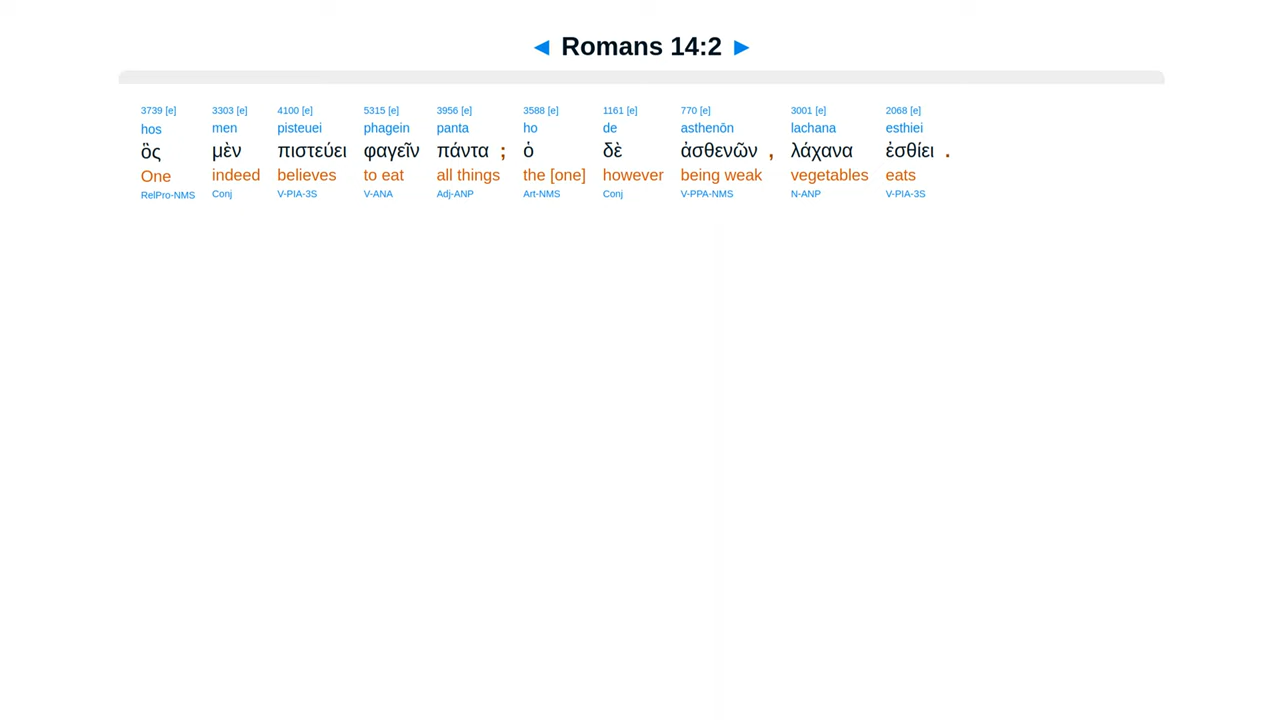 ◄ Romans 14:2 ►
3739 [e] 3303 [e] 4100 [e] 5315 [e] 3956 [e] 3588 [e] 1161 [e] 770 [e] 3001 [e] 2068 [e]
hos men pisteuei phagein panta ho de asthenōn lachana esthiei
ὃς μὲν πιστεύει φαγεῖν πάντα ; ὁ δὲ ἀσθενῶν , λάχανα ἐσθίει .
One indeed believes to eat all things the [one] however being weak vegetables eats
RelPro-NMS Conj V-PIA-3S V-ANA Adj-ANP Art-NMS Conj V-PPA-NMS N-ANP V-PIA-3S